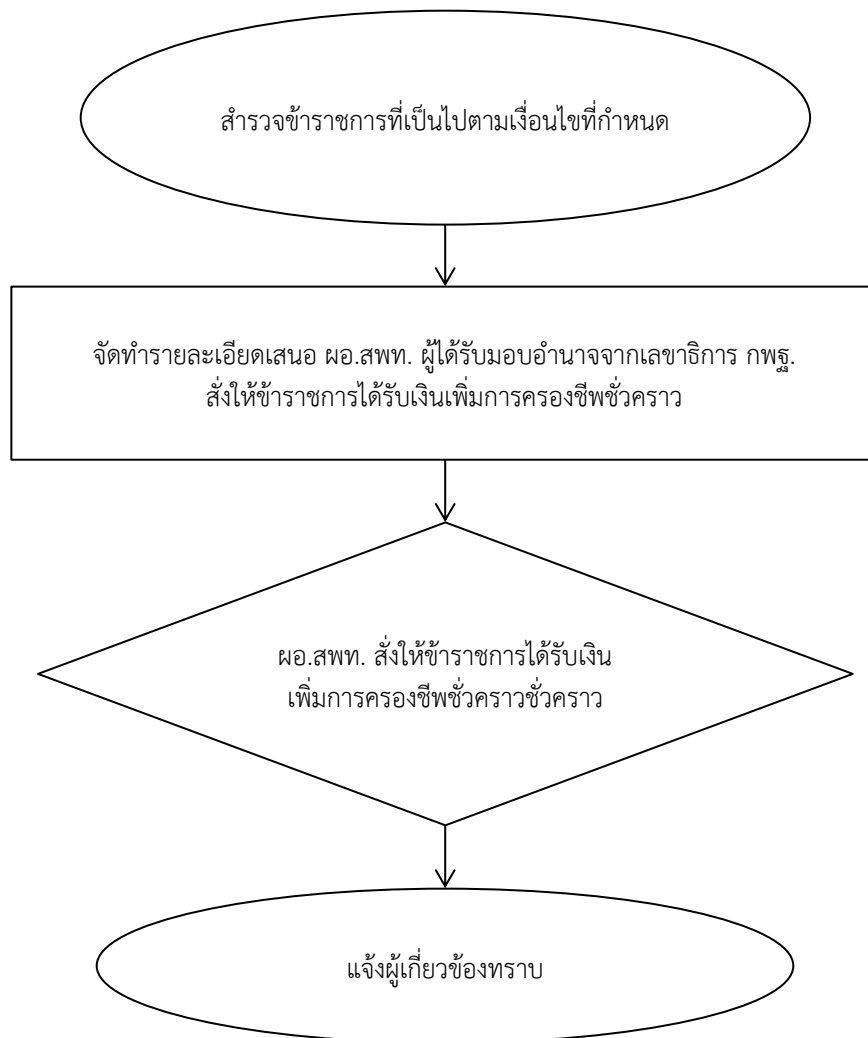 สำรวจข้าราชการที่เป็นไปตามเงื่อนไขที่กำหนด
จัดทำรายละเอียดเสนอ ผอ.สพท. ผู้ได้รับมอบอำนาจจากเลขาธิการ กพฐ.
สั่งให้ข้าราชการได้รับเงินเพิ่มการครองชีพชั่วคราว
ผอ.สพท. สั่งให้ข้าราชการได้รับเงิน
เพิ่มการครองชีพชั่วคราวชั่วคราว
แจ้งผู้เกี่ยวข้องทราบ